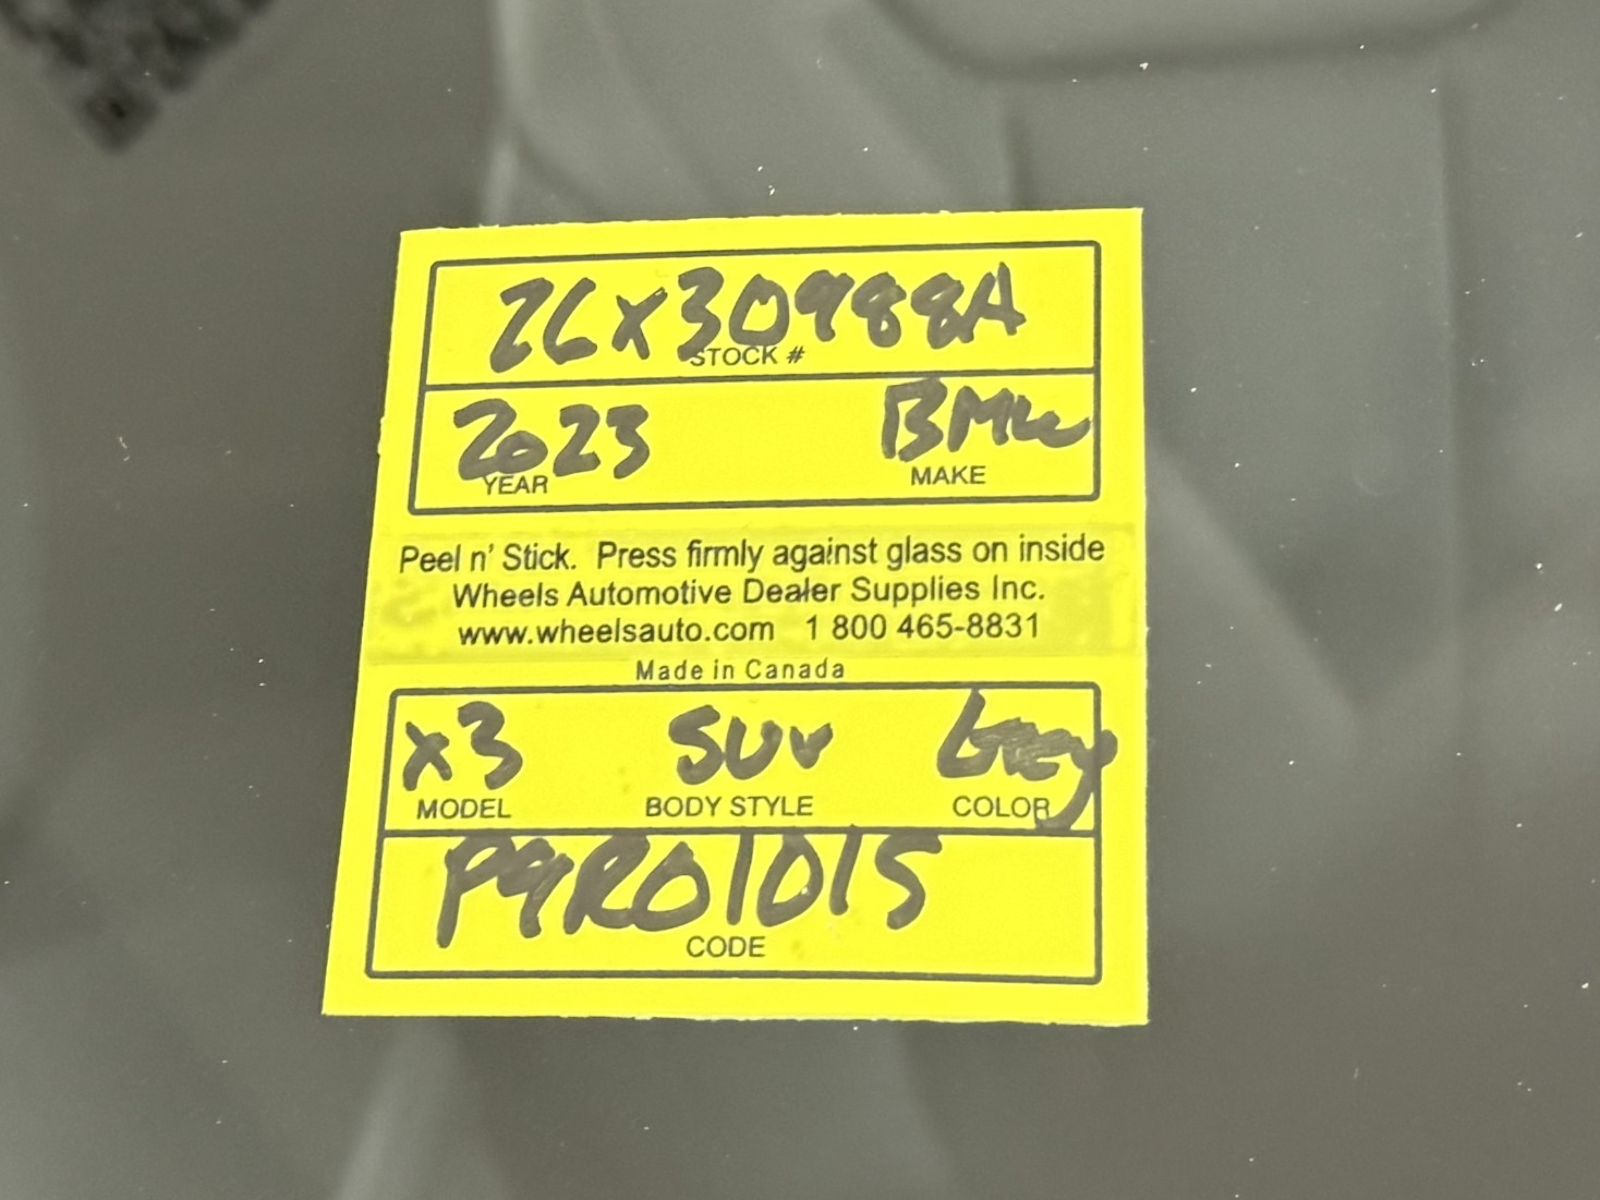 26X30988A
STOCK #
2023 BMW
YEAR MAKE
Peel n' Stick. Press firmly against glass on inside
Wheels Automotive Dealer Supplies Inc.
www.wheelsauto.com 1 800 465-8831
Made in Canada
X3 SUV Grey
MODEL BODY STYLE COLOR
P9R01015
CODE